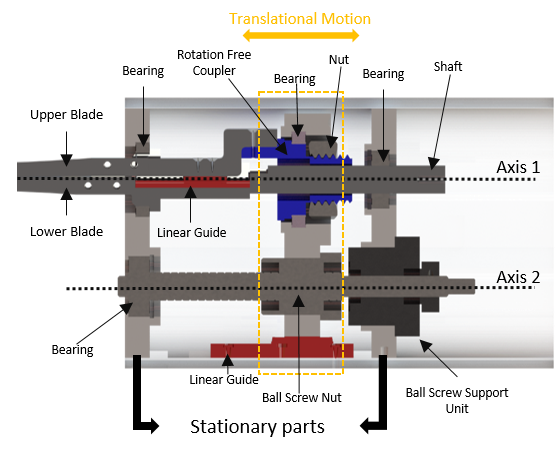 Translational Motion
Rotation Free
Coupler
Nut
Bearing
Bearing
Bearing
Shaft
Upper Blade
Axis 1
Lower Blade
Linear Guide
Axis 2
Bearing
Linear Guide
Ball Screw Nut
Ball Screw Support
Unit
Stationary parts